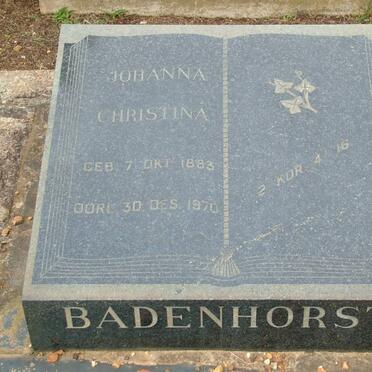 JOHANNA
CHRISTINA
GEB. 7. OKT. 1883
OORL. 30. DES. 1970
2 KOR. 4 : 16
BADENHORST